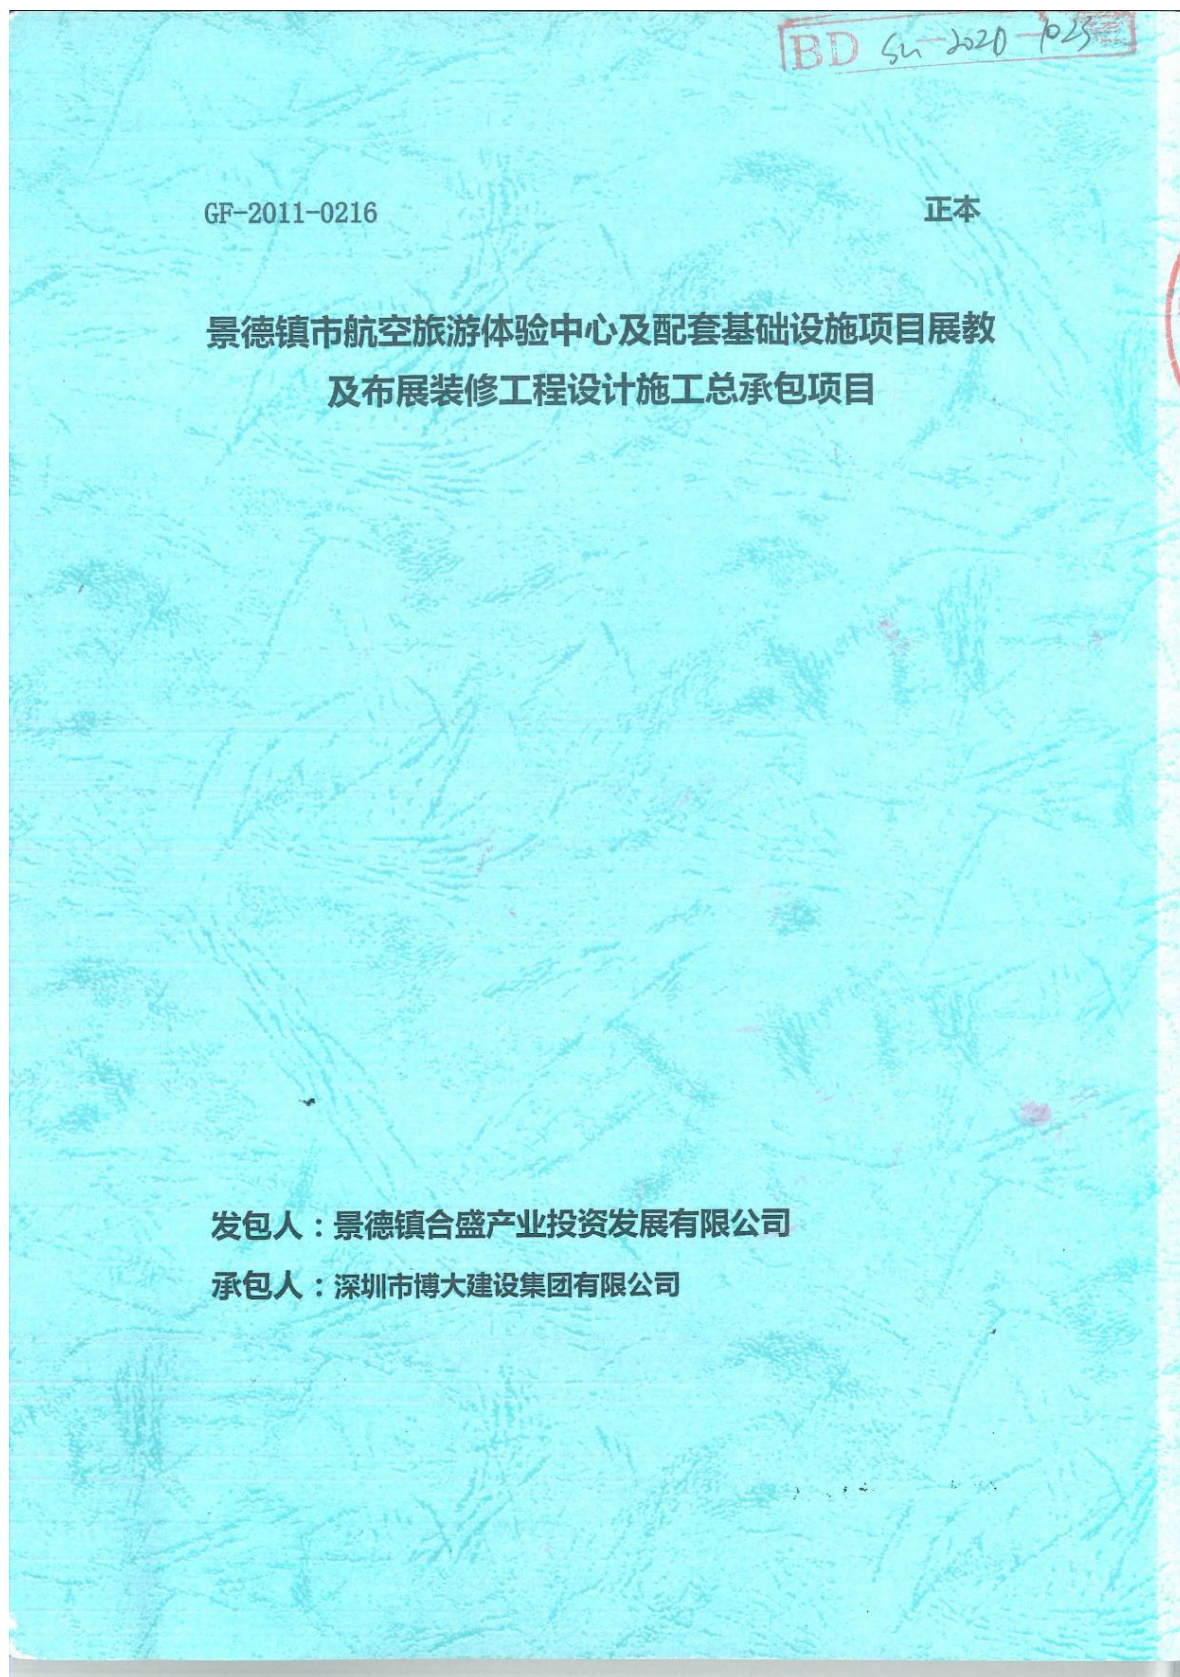 BD SU-2020-1025
GF-2011-0216 正本
景德镇市航空旅游体验中心及配套基础设施项目展教
及布展装修工程设计施工总承包项目
发包人：景德镇合盛产业投资发展有限公司
承包人：深圳市博大建设集团有限公司